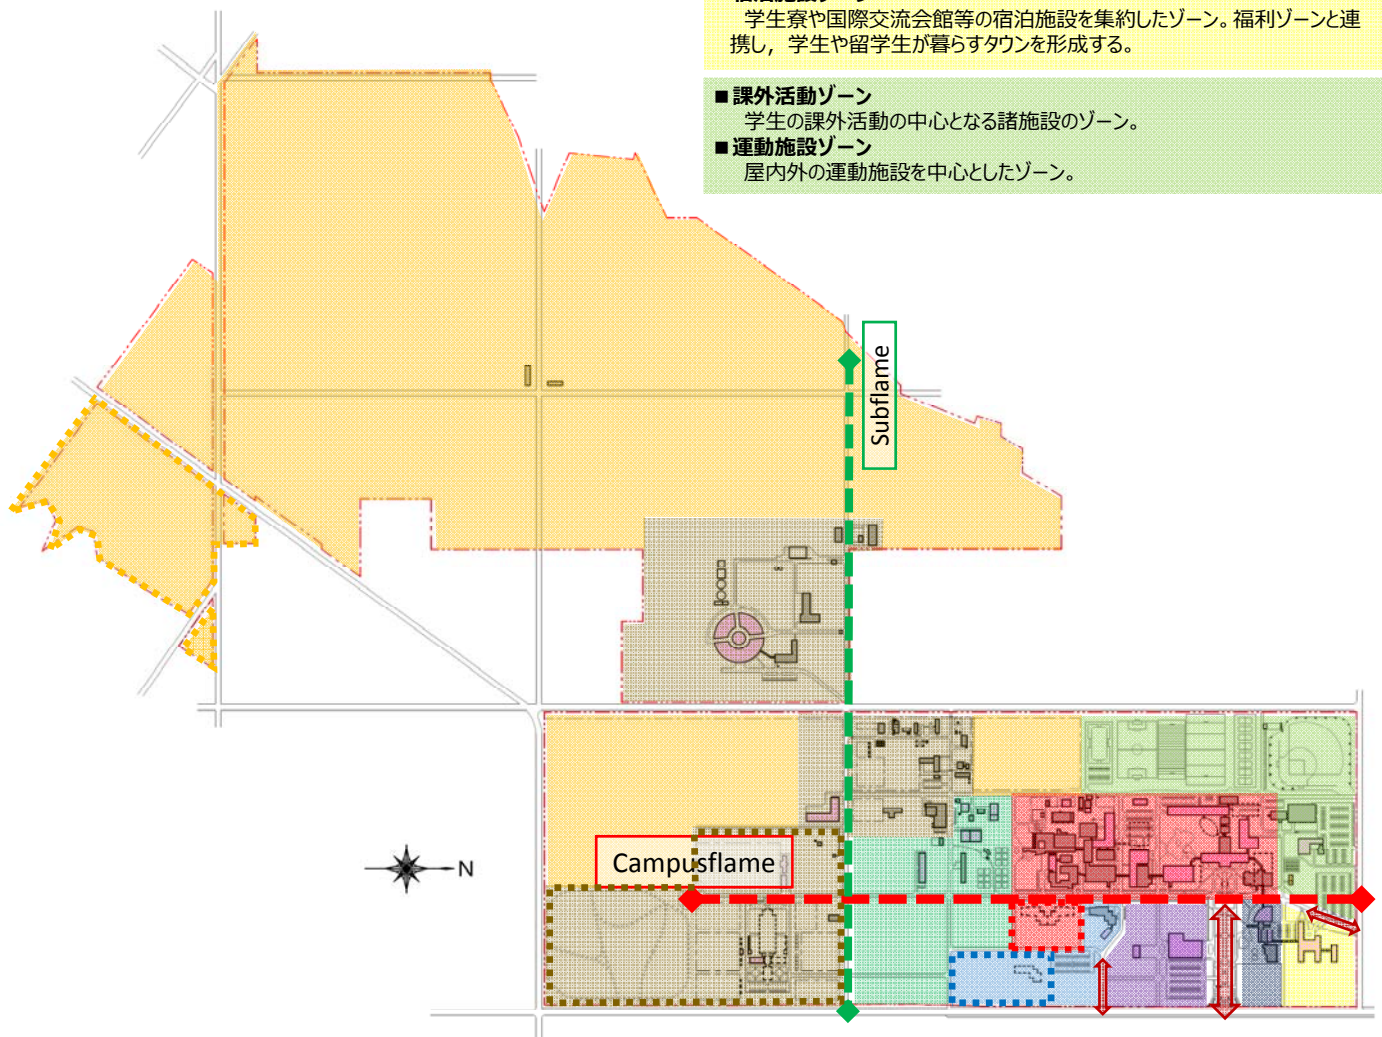 学生寮や国際交流会館等の宿泊施設を集約したゾーン。福利ゾーンと連
携し，学生や留学生が暮らすタウンを形成する。
■課外活動ゾーン
学生の課外活動の中心となる諸施設のゾーン。
■運動施設ゾーン
屋内外の運動施設を中心としたゾーン。
Subflame
Campusflame
N